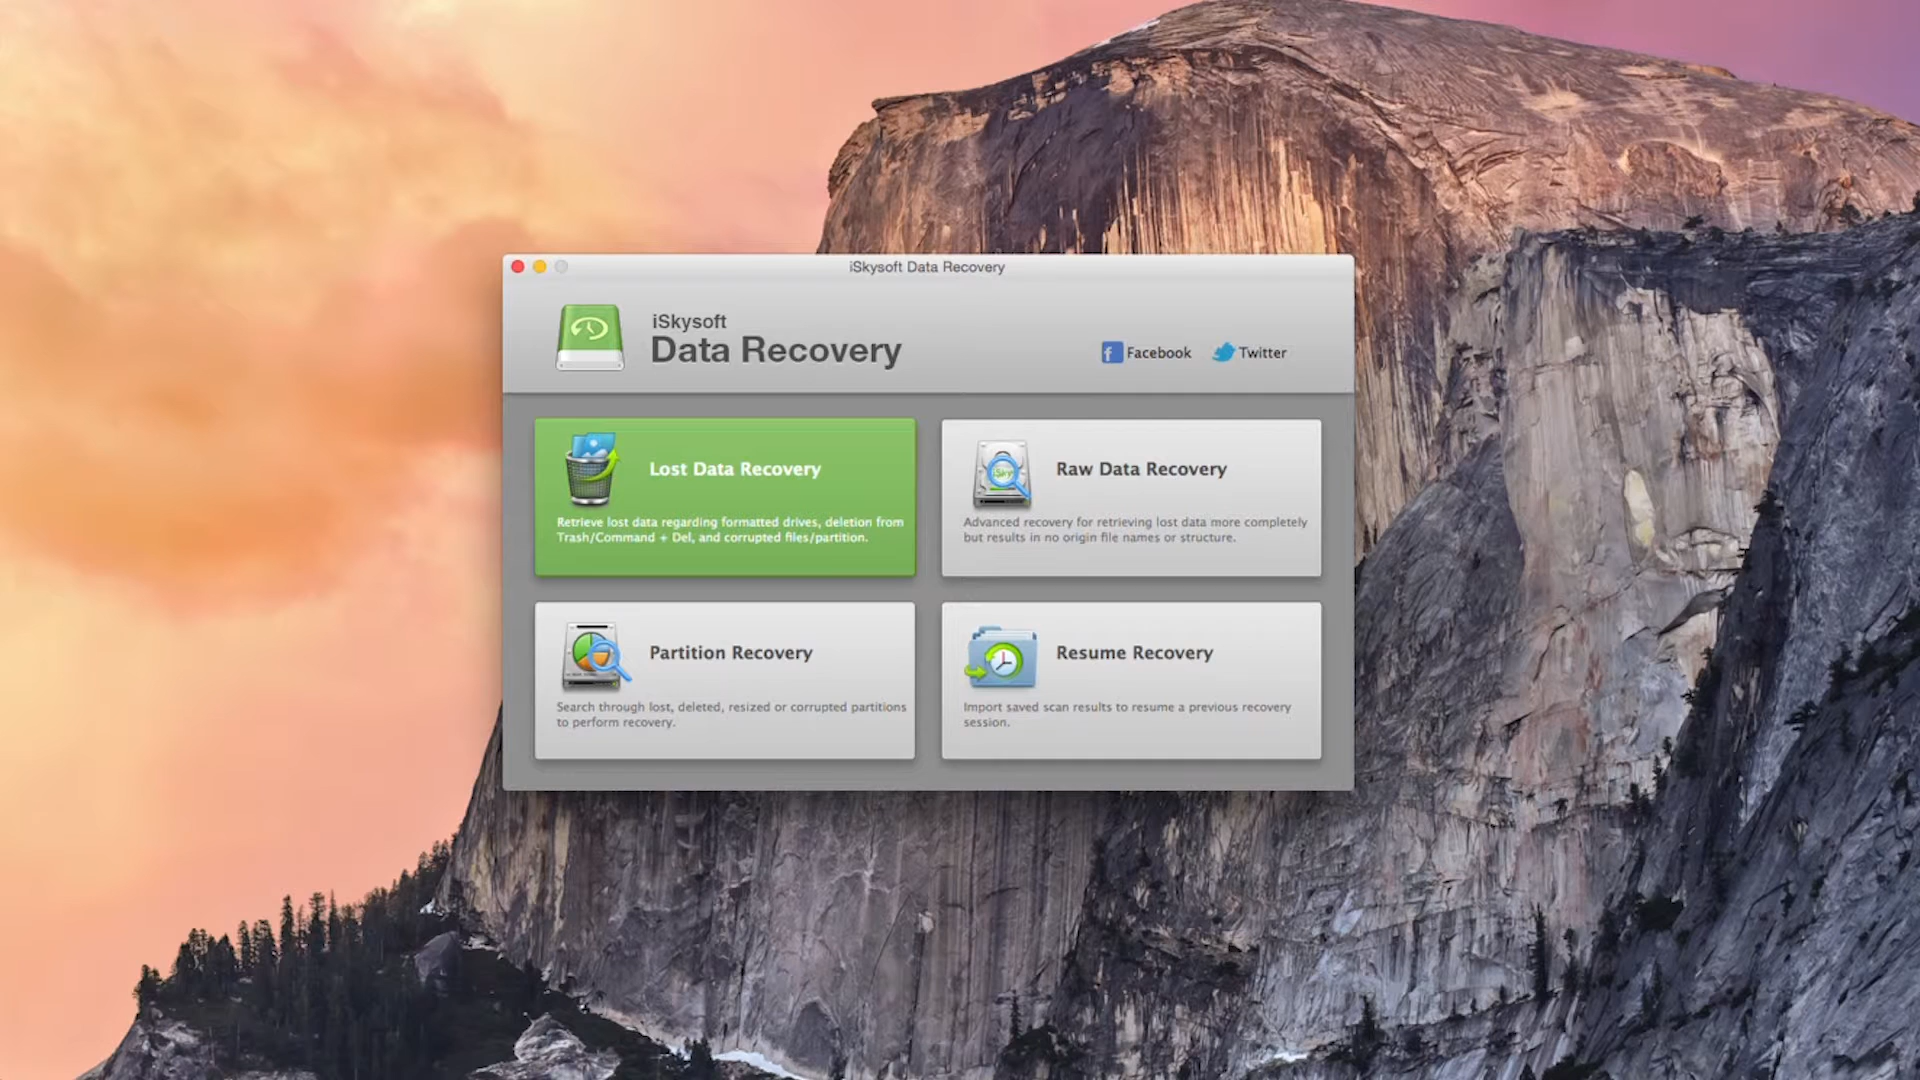 iSkysoft Data Recovery
iSkysoft
Data Recovery
Facebook
Twitter
Lost Data Recovery
Retrieve lost data regarding formatted drives, deletion from
Trash/Command + Del, and corrupted files/partition.
Raw Data Recovery
Advanced recovery for retrieving lost data more completely
but results in no origin file names or structure.
Partition Recovery
Search through lost, deleted, resized or corrupted partitions
to perform recovery.
Resume Recovery
Import saved scan results to resume a previous recovery
session.